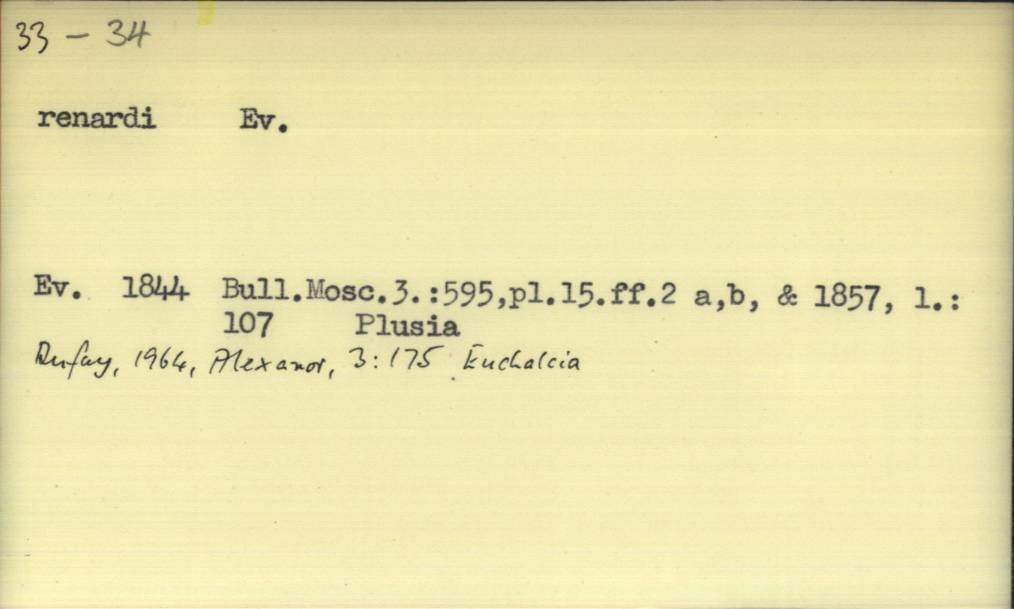 33 - 34
renardi Ev.
Ev. 1844 Bull.Mosc.3.:595,pl.15.ff.2 a,b, & 1857, 1.:
107 Plusia
Dufay, 1964, Alexanor, 3:175 Euchalcia